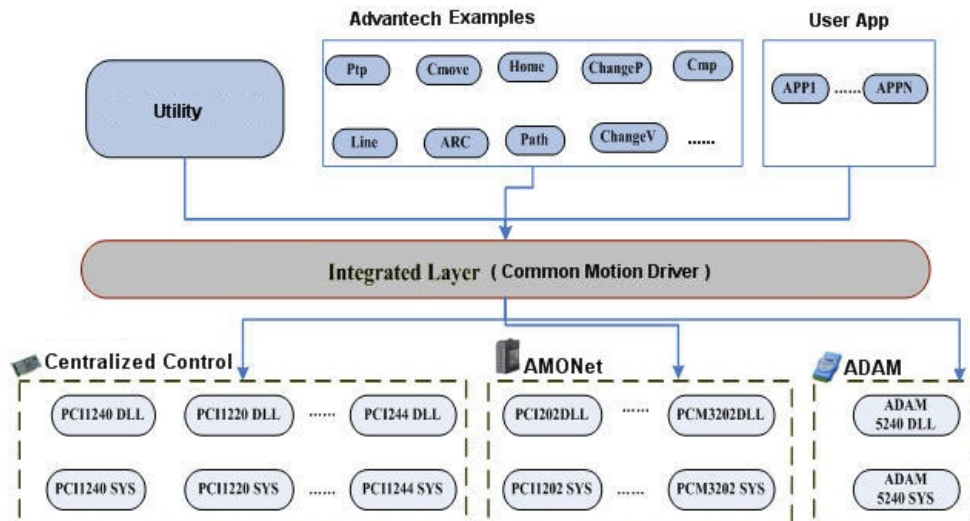 Advantech Examples
User App
Utility
Ptp
Cmove
Home
ChangeP
Cmp
Line
ARC
Path
ChangeV
......
APP1
......
APPN
Integrated Layer ( Common Motion Driver )
Centralized Control
AMONet
ADAM
PCI1240 DLL
PCI1220 DLL
......
PCI244 DLL
PCI202DLL
......
PCM3202DLL
ADAM
5240 DLL
PCI1240 SYS
PCI1220 SYS
......
PCI1244 SYS
PCI1202 SYS
......
PCM3202 SYS
ADAM
5240 SYS